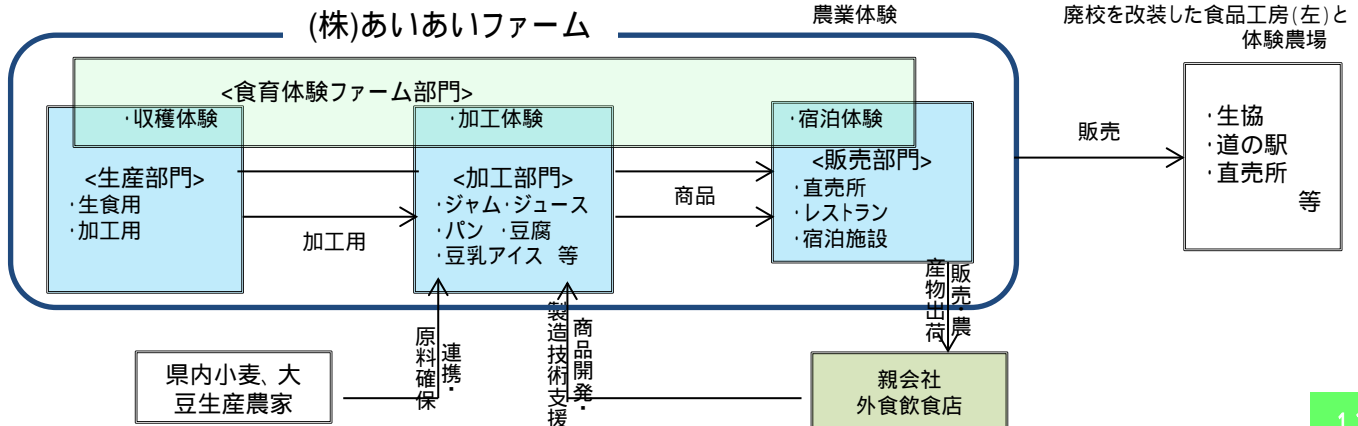 (株)あいあいファーム
農業体験
廃校を改装した食品工房(左)と
体験農場
<食育体験ファーム部門>
・収穫体験
・加工体験
・宿泊体験
<生産部門>
・生食用
・加工用
加工用
<加工部門>
・ジャム・ジュース
・パン ・豆腐
・豆乳アイス 等
商品
<販売部門>
・直売所
・レストラン
・宿泊施設
販売
・生協
・道の駅
・直売所
等
連携・
原料確保
商品開発・
製造技術支援
販売・農
産物出荷
県内小麦、大
豆生産農家
親会社
外食飲食店